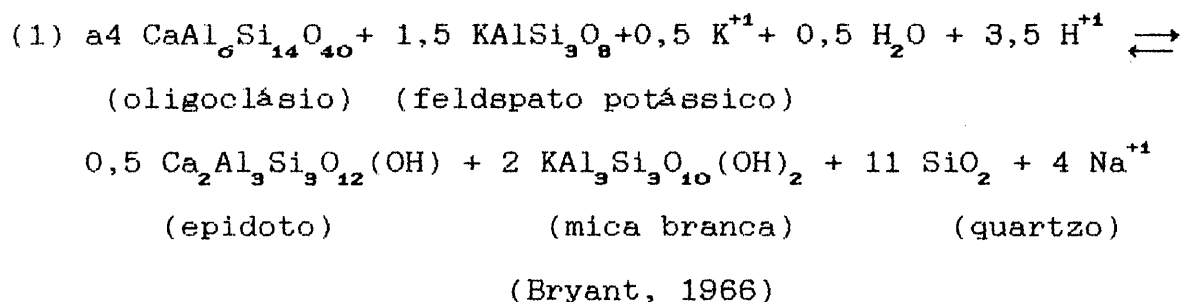 (1) a4 CaAl₆Si₁₄O₄₀+ 1,5 KAlSi₃O₈+0,5 K⁺¹+ 0,5 H₂O + 3,5 H⁺¹ ⇄
(oligoclásio) (feldspato potássico)
0,5 Ca₂Al₃Si₃O₁₂(OH) + 2 KAl₃Si₃O₁₀(OH)₂ + 11 SiO₂ + 4 Na⁺¹
(epidoto) (mica branca) (quartzo)
(Bryant, 1966)